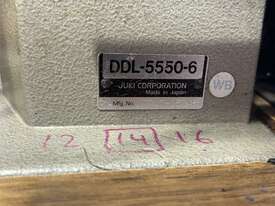 DDL-5550-6
JUKI CORPORATION
Made in Japan
Mfg. No.
WB
12 14 16